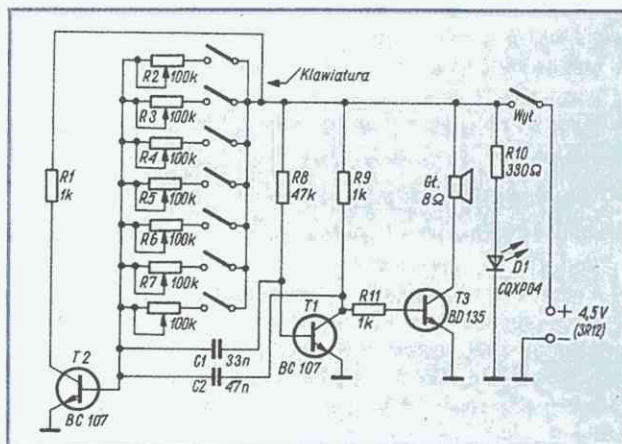 Klawiatura
R2 100k
R3 100k
R4 100k
R5 100k
R6 100k
R7 100k
100k
R1
1k
R8
47k
R9
1k
Gł.
8Ω
Wył.
R10
330Ω
D1
CQXP04
+ 4,5V
(3R12)
−
T1
BC 107
R11
1k
T3
BD135
C1 33n
C2 47n
T2
BC 107